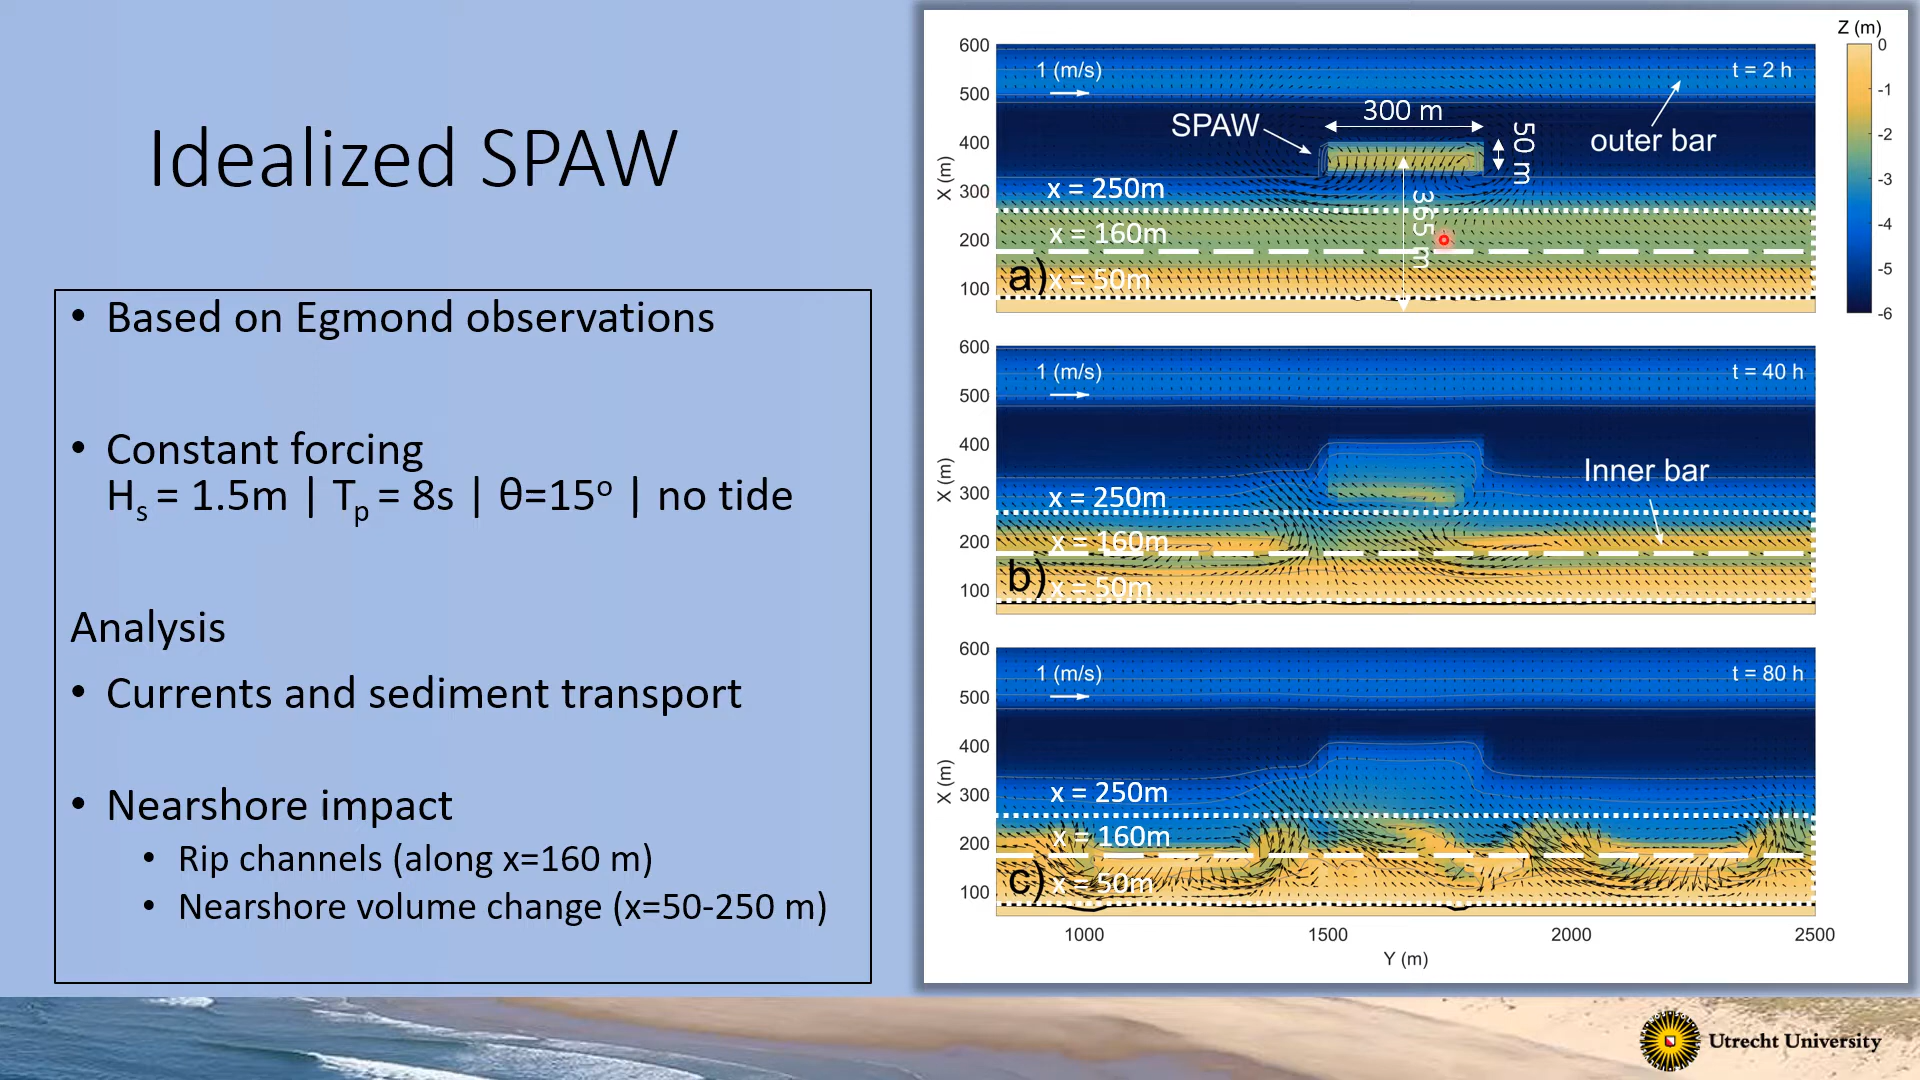 Idealized SPAW
• Based on Egmond observations
• Constant forcing
Hs = 1.5m | Tp = 8s | θ=15º | no tide
Analysis
• Currents and sediment transport
• Nearshore impact
• Rip channels (along x=160 m)
• Nearshore volume change (x=50-250 m)
Z (m)
0
-1
-2
-3
-4
-5
-6
600
500
400
300
200
100
X (m)
1 (m/s)
t = 2 h
SPAW
300 m
50 m
outer bar
x = 250m
365 m
x = 160m
a)
x = 50m
600
500
400
300
200
100
X (m)
1 (m/s)
t = 40 h
Inner bar
x = 250m
x = 160m
b)
x = 50m
600
500
400
300
200
100
X (m)
1 (m/s)
t = 80 h
x = 250m
x = 160m
c)
x = 50m
1000
1500
2000
2500
Y (m)
Utrecht University